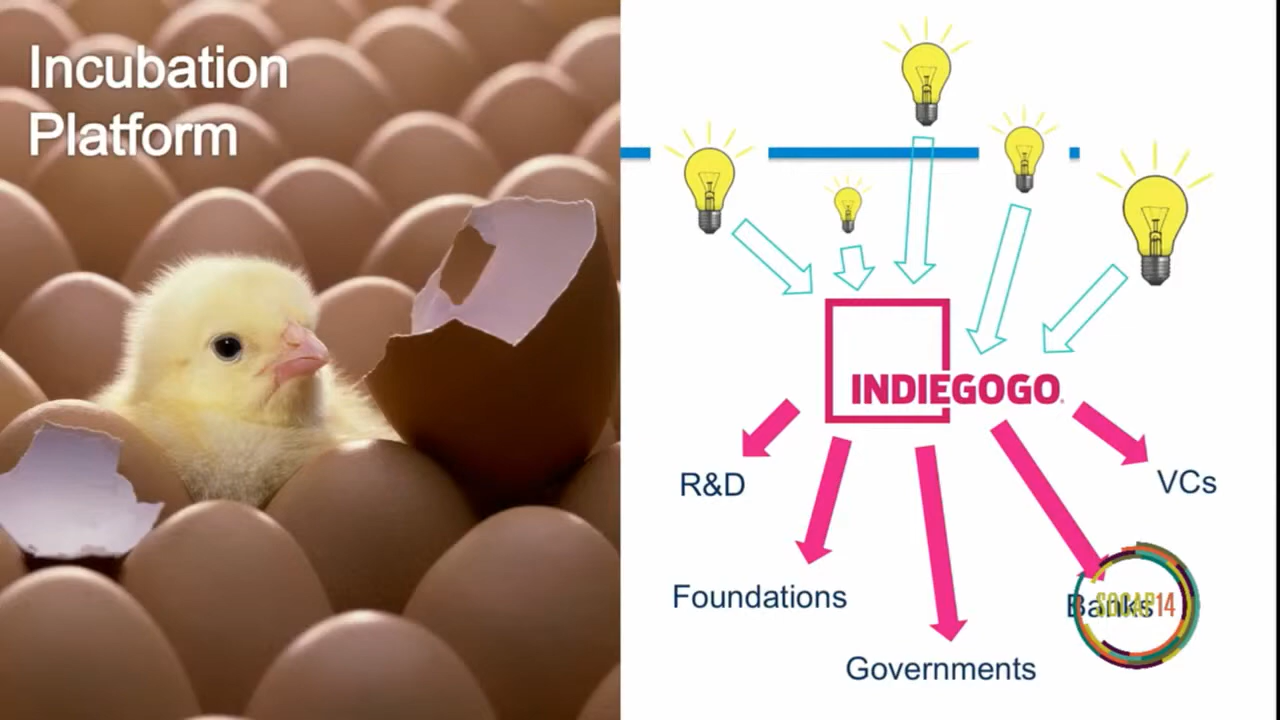 Incubation
Platform
INDIEGOGO
R&D
VCs
Foundations
Banks
SOCAP14
Governments